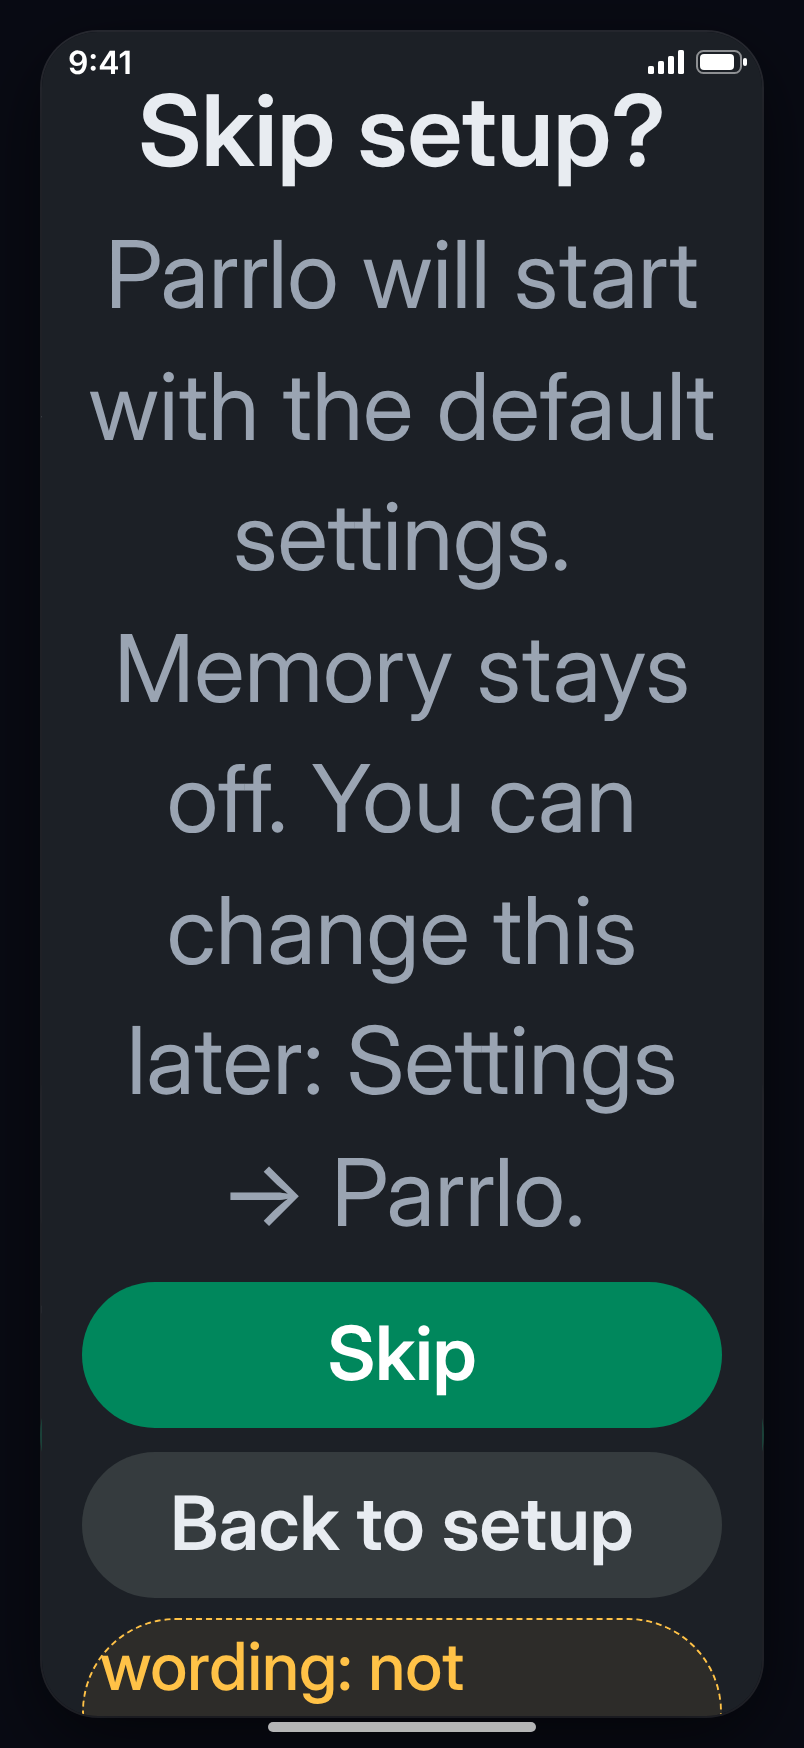 9:41
Skip setup?
Parrlo will start
with the default
settings.
Memory stays
off. You can
change this
later: Settings
→ Parrlo.
Skip
Back to setup
wording: not